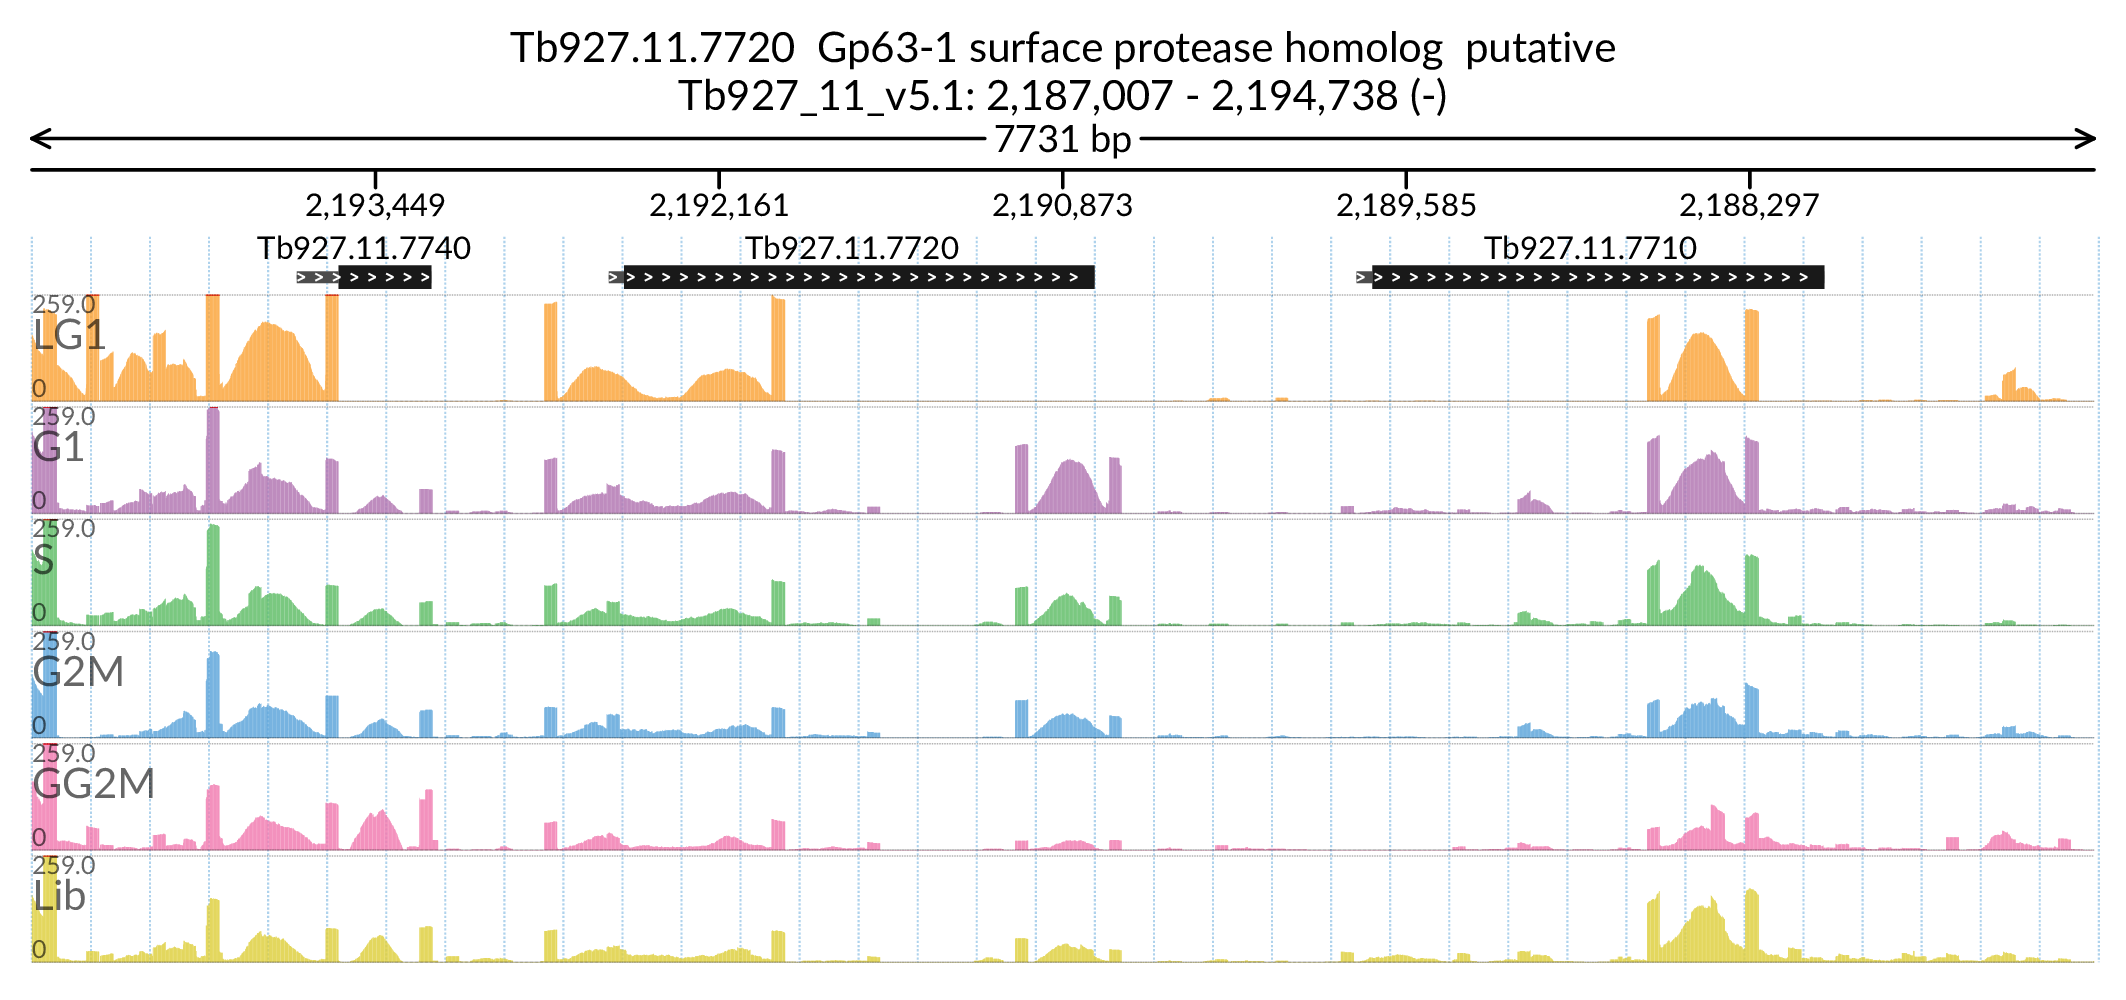 Tb927.11.7720  Gp63-1 surface protease homolog  putative
Tb927_11_v5.1: 2,187,007 - 2,194,738 (-)
7731 bp
2,193,449 2,192,161 2,190,873 2,189,585 2,188,297
Tb927.11.7740 Tb927.11.7720 Tb927.11.7710
259.0
LG1
0
259.0
G1
0
259.0
S
0
259.0
G2M
0
259.0
GG2M
0
259.0
Lib
0